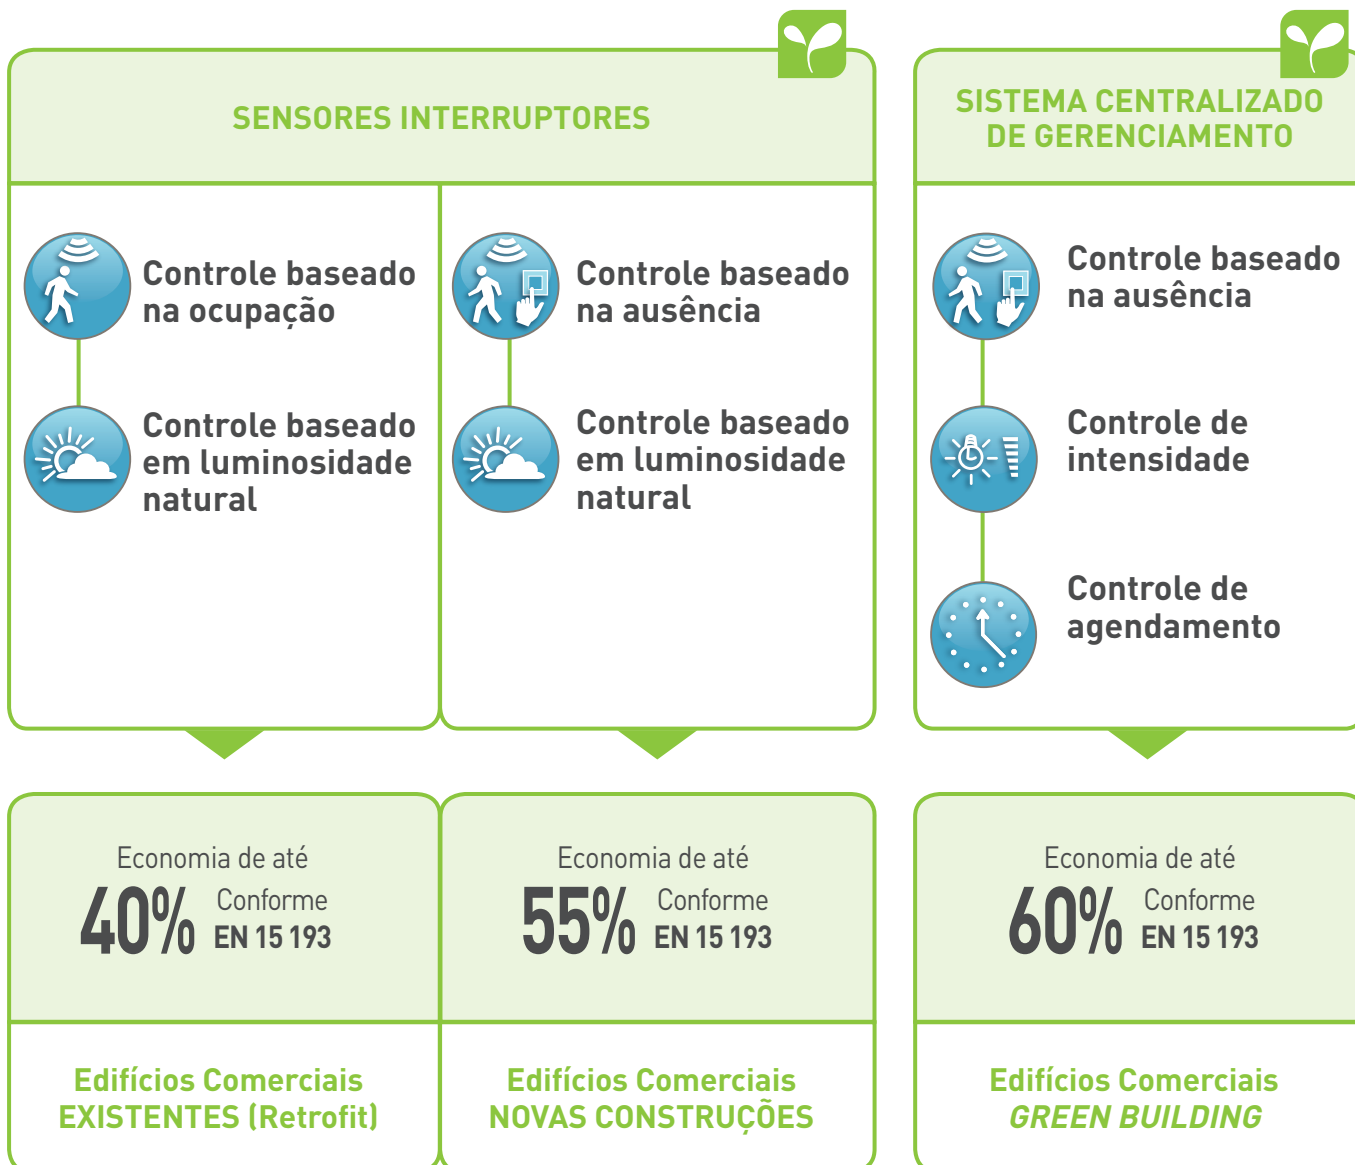 SENSORES INTERRUPTORES
Controle baseado
na ocupação
Controle baseado
em luminosidade
natural
Controle baseado
na ausência
Controle baseado
em luminosidade
natural
SISTEMA CENTRALIZADO
DE GERENCIAMENTO
Controle baseado
na ausência
Controle de
intensidade
Controle de
agendamento
Economia de até
40% Conforme
EN 15 193
Edifícios Comerciais
EXISTENTES (Retrofit)
Economia de até
55% Conforme
EN 15 193
Edifícios Comerciais
NOVAS CONSTRUÇÕES
Economia de até
60% Conforme
EN 15 193
Edifícios Comerciais
GREEN BUILDING